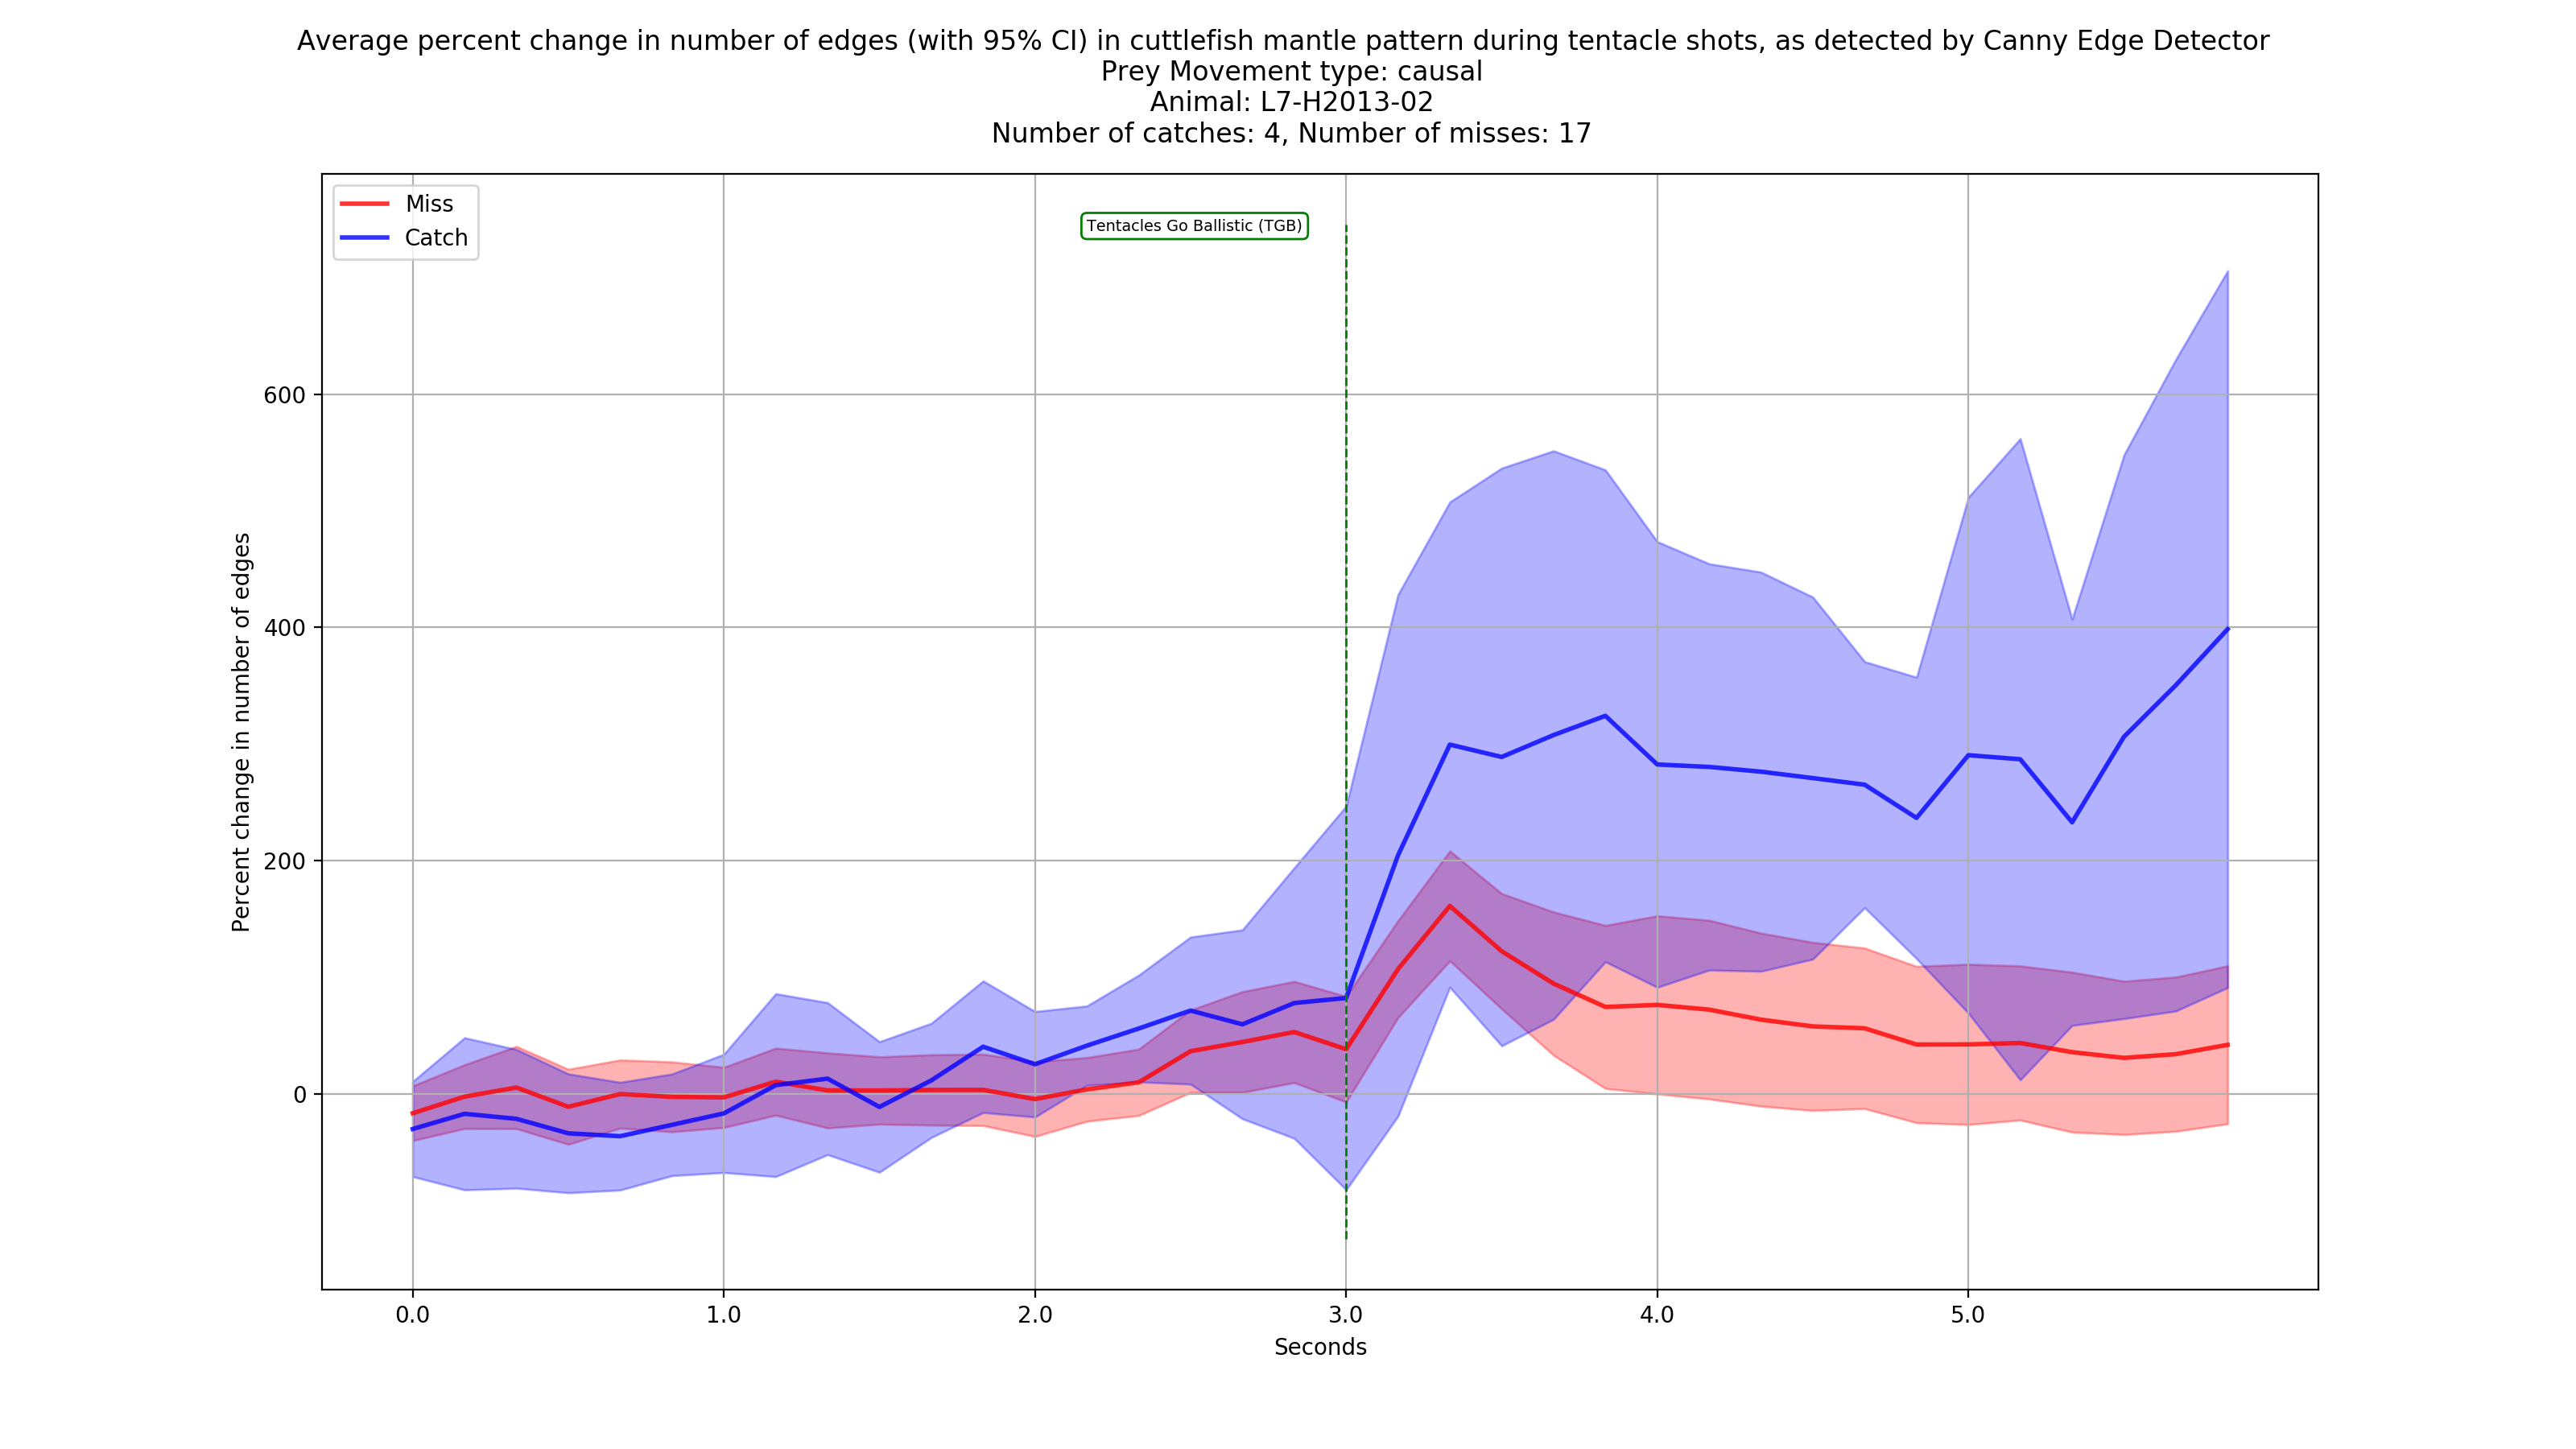 Average percent change in number of edges (with 95% CI) in cuttlefish mantle pattern during tentacle shots, as detected by Canny Edge Detector
Prey Movement type: causal
Animal: L7-H2013-02
Number of catches: 4, Number of misses: 17
Miss
Catch
Tentacles Go Ballistic (TGB)
Percent change in number of edges
600
400
200
0
0.0 1.0 2.0 3.0 4.0 5.0
Seconds